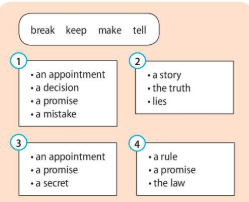 break keep make tell
1 2
• an appointment
• a decision
• a promise
• a mistake
• a story
• the truth
• lies
3 4
• an appointment
• a promise
• a secret
• a rule
• a promise
• the law